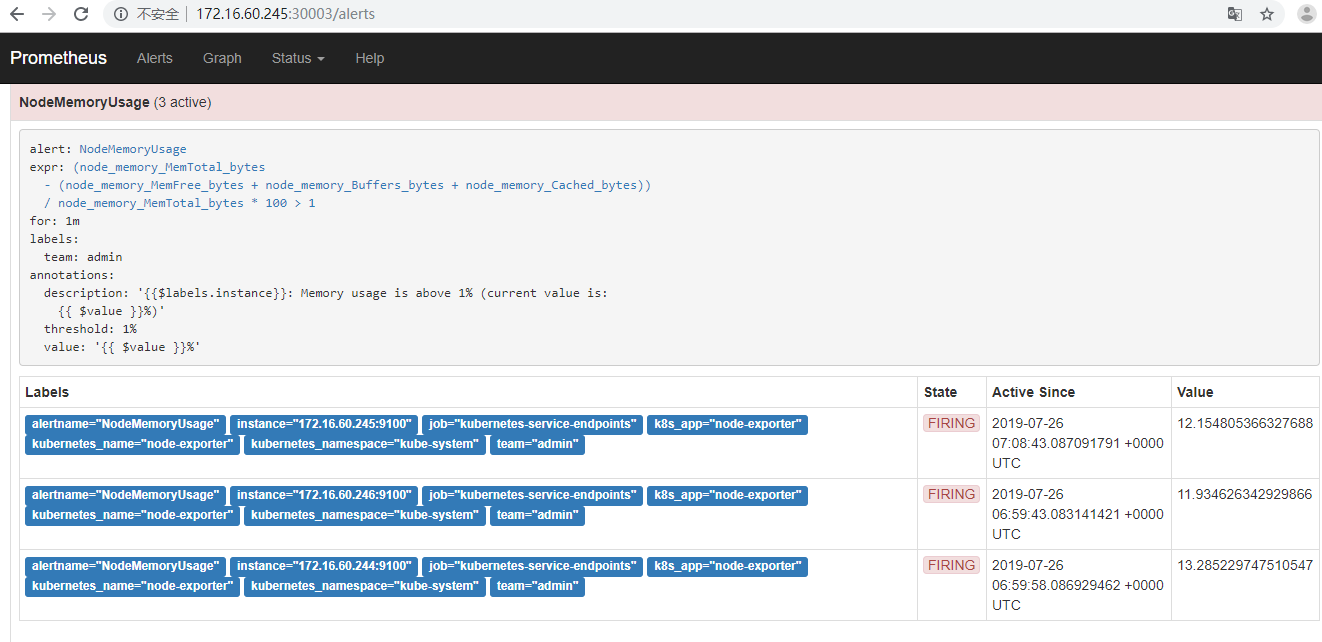 不安全 172.16.60.245:30003/alerts
Prometheus Alerts Graph Status Help
NodeMemoryUsage (3 active)
alert: NodeMemoryUsage
expr: (node_memory_MemTotal_bytes
- (node_memory_MemFree_bytes + node_memory_Buffers_bytes + node_memory_Cached_bytes))
/ node_memory_MemTotal_bytes * 100 > 1
for: 1m
labels:
team: admin
annotations:
description: '{{$labels.instance}}: Memory usage is above 1% (current value is:
{{ $value }}%)'
threshold: 1%
value: '{{ $value }}%'
Labels State Active Since Value
alertname="NodeMemoryUsage" instance="172.16.60.245:9100" job="kubernetes-service-endpoints" k8s_app="node-exporter" FIRING 2019-07-26 12.154805366327688
kubernetes_name="node-exporter" kubernetes_namespace="kube-system" team="admin" 07:08:43.087091791 +0000
UTC
alertname="NodeMemoryUsage" instance="172.16.60.246:9100" job="kubernetes-service-endpoints" k8s_app="node-exporter" FIRING 2019-07-26 11.934626342929866
kubernetes_name="node-exporter" kubernetes_namespace="kube-system" team="admin" 06:59:43.083141421 +0000
UTC
alertname="NodeMemoryUsage" instance="172.16.60.244:9100" job="kubernetes-service-endpoints" k8s_app="node-exporter" FIRING 2019-07-26 13.285229747510547
kubernetes_name="node-exporter" kubernetes_namespace="kube-system" team="admin" 06:59:58.086929462 +0000
UTC